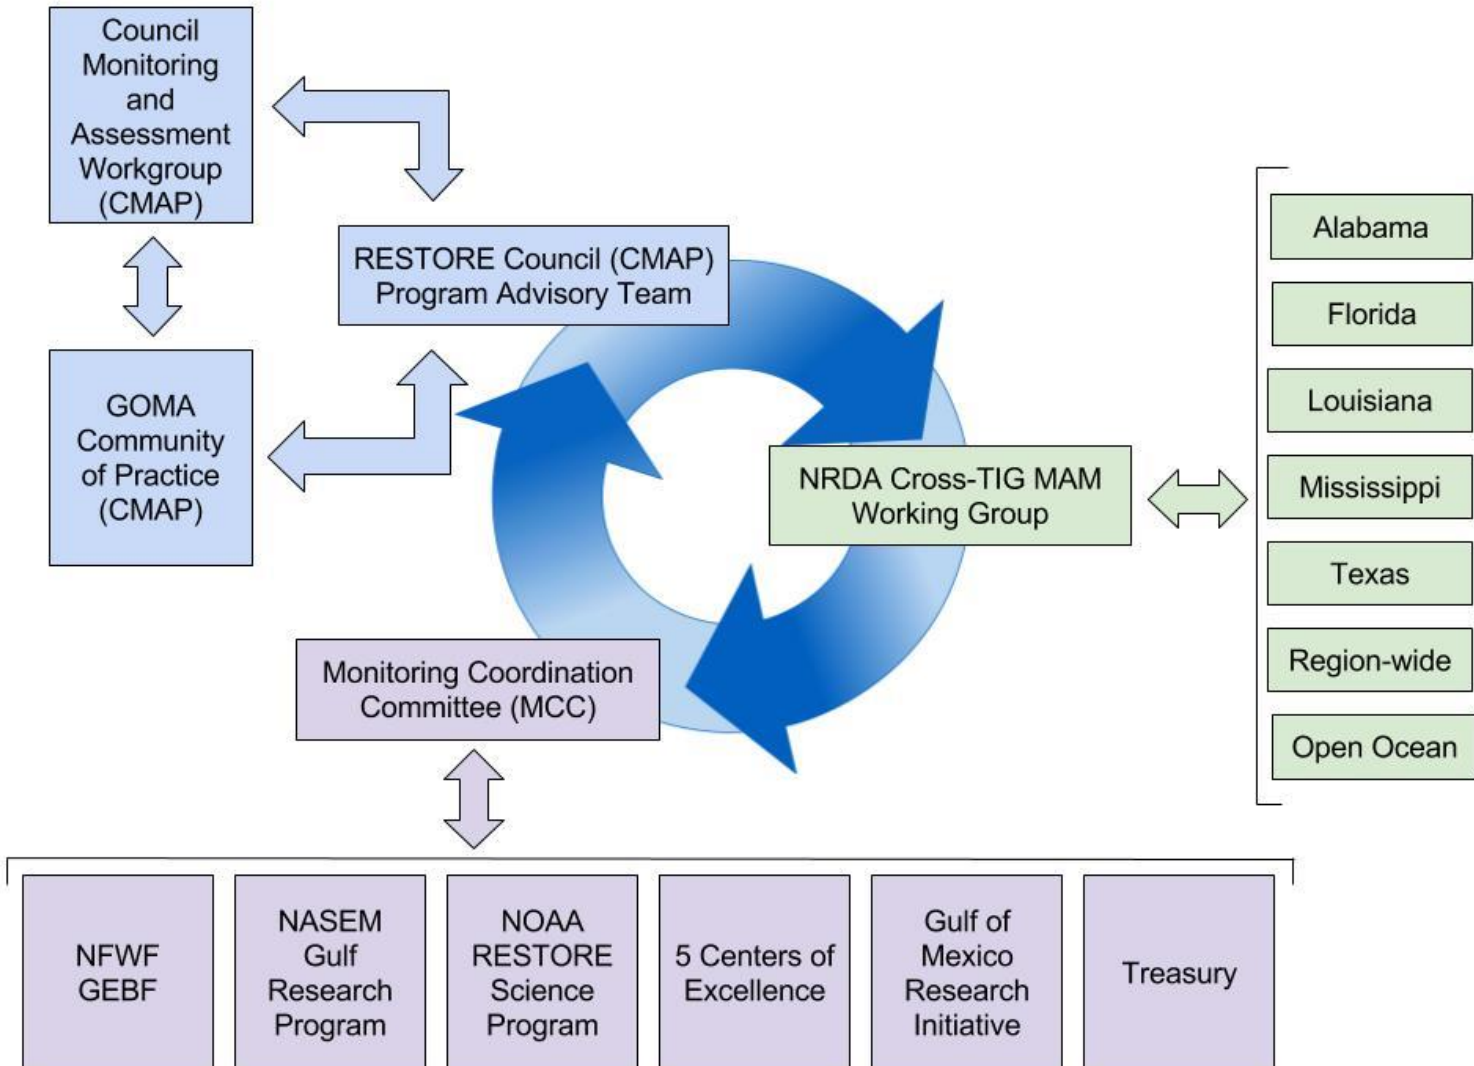 Council
Monitoring
and
Assessment
Workgroup
(CMAP)
RESTORE Council (CMAP)
Program Advisory Team
GOMA
Community
of Practice
(CMAP)
NRDA Cross-TIG MAM
Working Group
Alabama
Florida
Louisiana
Mississippi
Texas
Region-wide
Open Ocean
Monitoring Coordination
Committee (MCC)
NFWF
GEBF
NASEM
Gulf
Research
Program
NOAA
RESTORE
Science
Program
5 Centers of
Excellence
Gulf of
Mexico
Research
Initiative
Treasury